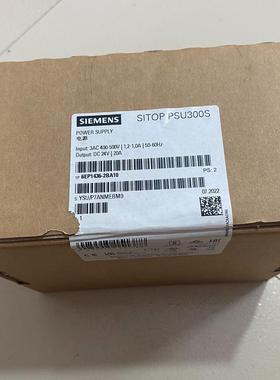 SIEMENS
SITOP PSU300S
POWER SUPPLY
电源
Input: 3AC 400-500V | 1,2-1,0A | 50-60Hz
Output: DC 24V | 20A
1P 6EP1436-2BA10
PS: 2
07.2022